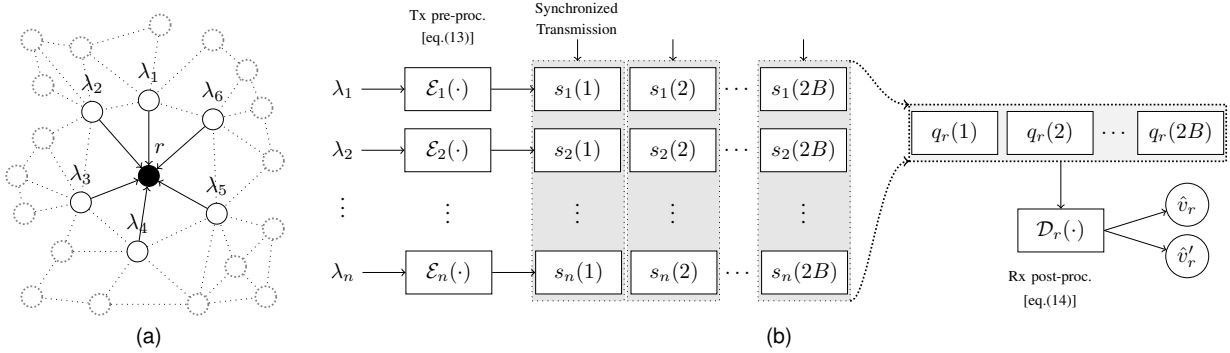 λ₁
λ₂
λ₆
r
λ₃
λ₅
λ₄
(a)
Tx pre-proc.
[eq.(13)]
Synchronized
Transmission
λ₁ ℰ₁(·) s₁(1) s₁(2) ⋯ s₁(2B)
λ₂ ℰ₂(·) s₂(1) s₂(2) ⋯ s₂(2B)
⋮ ⋮ ⋮ ⋮ ⋮
λₙ ℰₙ(·) sₙ(1) sₙ(2) ⋯ sₙ(2B)
qᵣ(1) qᵣ(2) ⋯ qᵣ(2B)
𝒟ᵣ(·)
v̂ᵣ
v̂′ᵣ
Rx post-proc.
[eq.(14)]
(b)